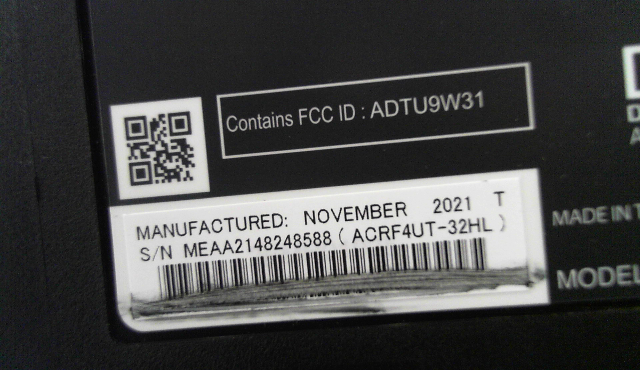 Contains FCC ID : ADTU9W31
MANUFACTURED: NOVEMBER 2021 T
S/N MEAA2148248588 ( ACRF4UT-32HL )
MADE IN T
MODEL